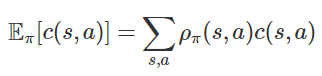 𝔼_π[c(s, a)] = ∑_{s,a} ρ_π(s, a)c(s, a)